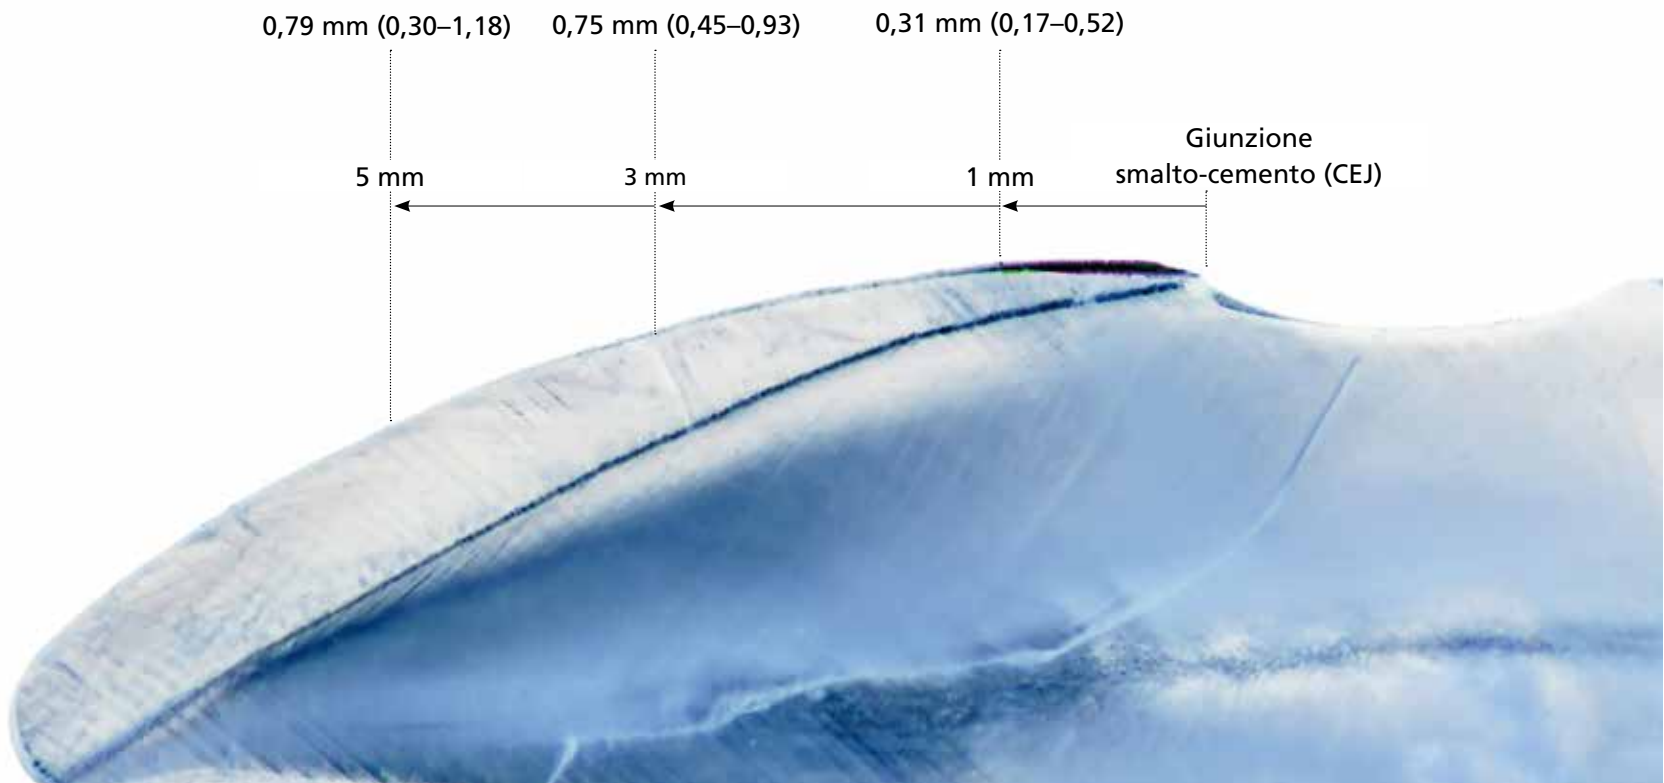 0,79 mm (0,30–1,18)
0,75 mm (0,45–0,93)
0,31 mm (0,17–0,52)
Giunzione
smalto-cemento (CEJ)
5 mm
3 mm
1 mm